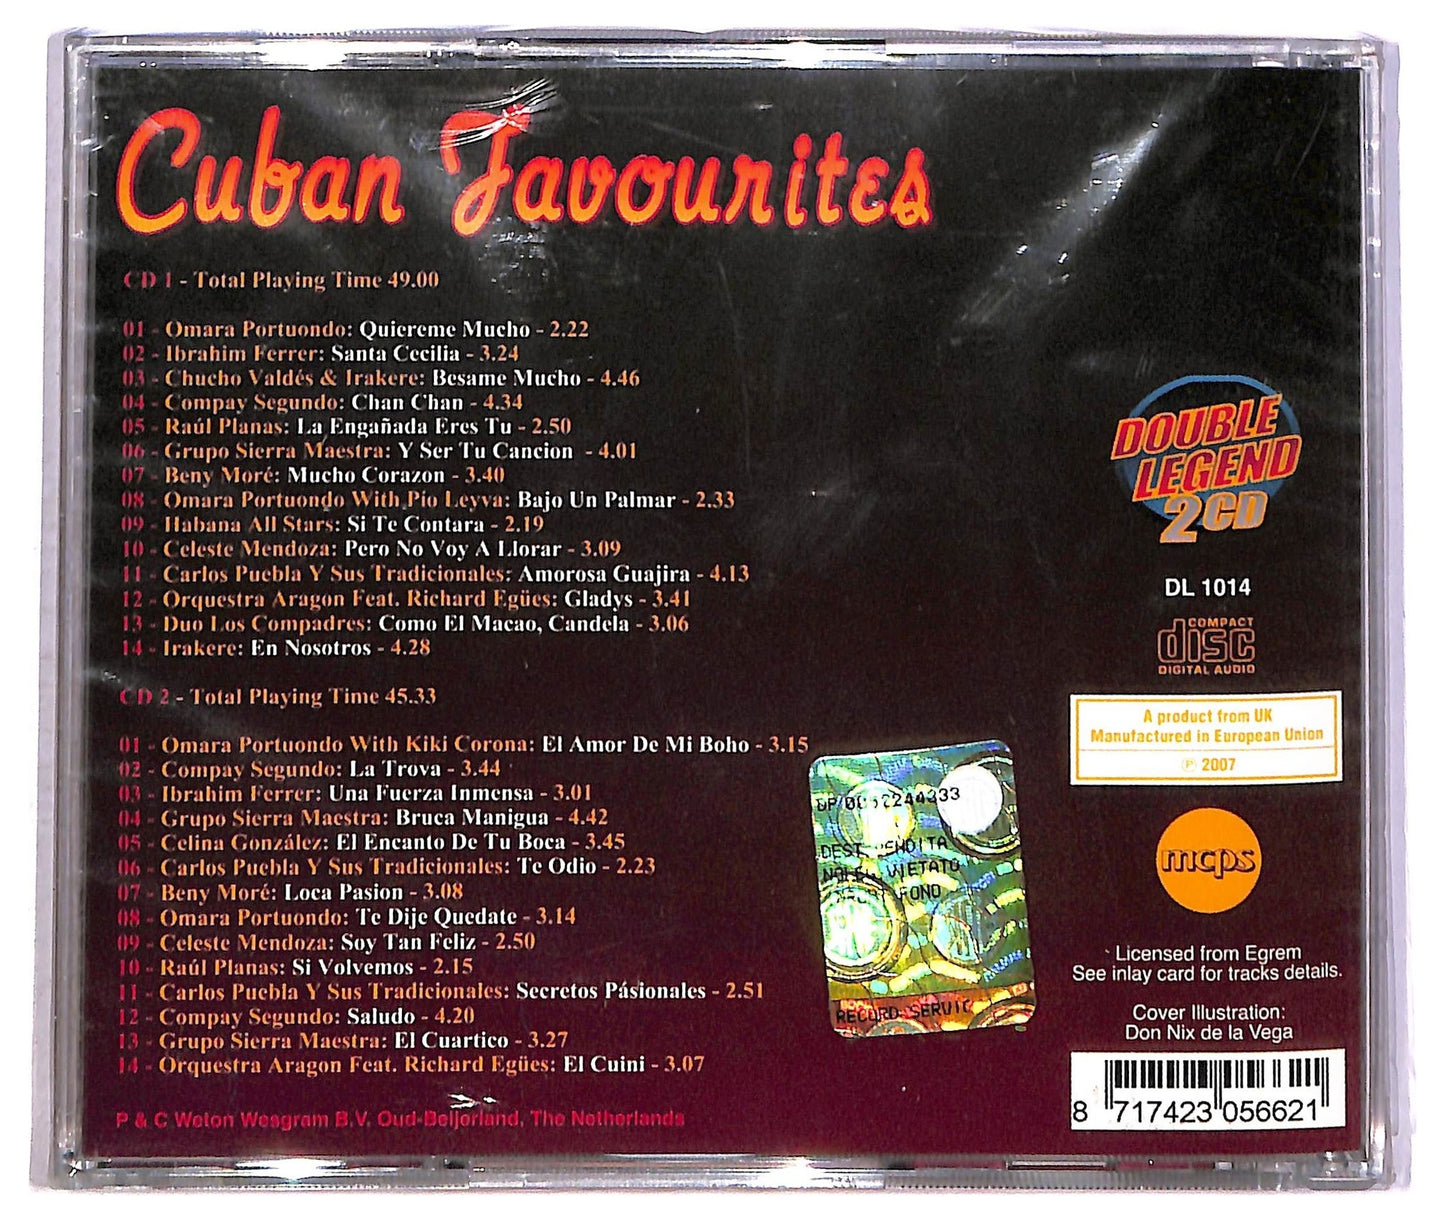 Cuban Favourites
CD 1 - Total Playing Time 49.00
01 - Omara Portuondo: Quiereme Mucho - 2.22
02 - Ibrahim Ferrer: Santa Cecilia - 3.24
03 - Chucho Valdés & Irakere: Besame Mucho - 4.46
04 - Compay Segundo: Chan Chan - 4.34
05 - Raúl Planas: La Engañada Eres Tu - 2.50
06 - Grupo Sierra Maestra: Y Ser Tu Cancion - 4.01
07 - Beny Moré: Mucho Corazon - 3.40
08 - Omara Portuondo With Pío Leyva: Bajo Un Palmar - 2.33
09 - Habana All Stars: Si Te Contara - 2.19
10 - Celeste Mendoza: Pero No Voy A Llorar - 3.09
11 - Carlos Puebla Y Sus Tradicionales: Amorosa Guajira - 4.13
12 - Orquestra Aragon Feat. Richard Egües: Gladys - 3.41
13 - Duo Los Compadres: Como El Macao, Candela - 3.06
14 - Irakere: En Nosotros - 4.28
CD 2 - Total Playing Time 45.33
01 - Omara Portuondo With Kiki Corona: El Amor De Mi Boho - 3.15
02 - Compay Segundo: La Trova - 3.44
03 - Ibrahim Ferrer: Una Fuerza Inmensa - 3.01
04 - Grupo Sierra Maestra: Bruca Manigua - 4.42
05 - Celina González: El Encanto De Tu Boca - 3.45
06 - Carlos Puebla Y Sus Tradicionales: Te Odio - 2.23
07 - Beny Moré: Loca Pasion - 3.08
08 - Omara Portuondo: Te Dije Quedate - 3.14
09 - Celeste Mendoza: Soy Tan Feliz - 2.50
10 - Raúl Planas: Si Volvemos - 2.15
11 - Carlos Puebla Y Sus Tradicionales: Secretos Pásionales - 2.51
12 - Compay Segundo: Saludo - 4.20
13 - Grupo Sierra Maestra: El Cuartico - 3.27
14 - Orquestra Aragon Feat. Richard Egües: El Cuini - 3.07
P & C Weton Wesgram B.V. Oud-Beijerland, The Netherlands
DOUBLE
LEGEND
2CD
DL 1014
COMPACT
disc
DIGITAL AUDIO
A product from UK
Manufactured in European Union
℗ 2007
mcps
Licensed from Egrem
See inlay card for tracks details.
Cover Illustration:
Don Nix de la Vega
8 717423 056621
VENDITA
VIETATO
RECORD SERVIC